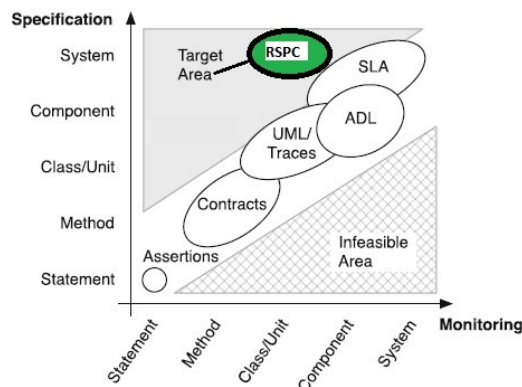 Specification
System
Component
Class/Unit
Method
Statement
Target
Area
RSPC
SLA
ADL
UML/
Traces
Contracts
Assertions
Infeasible
Area
Statement
Method
Class/Unit
Component
System
Monitoring